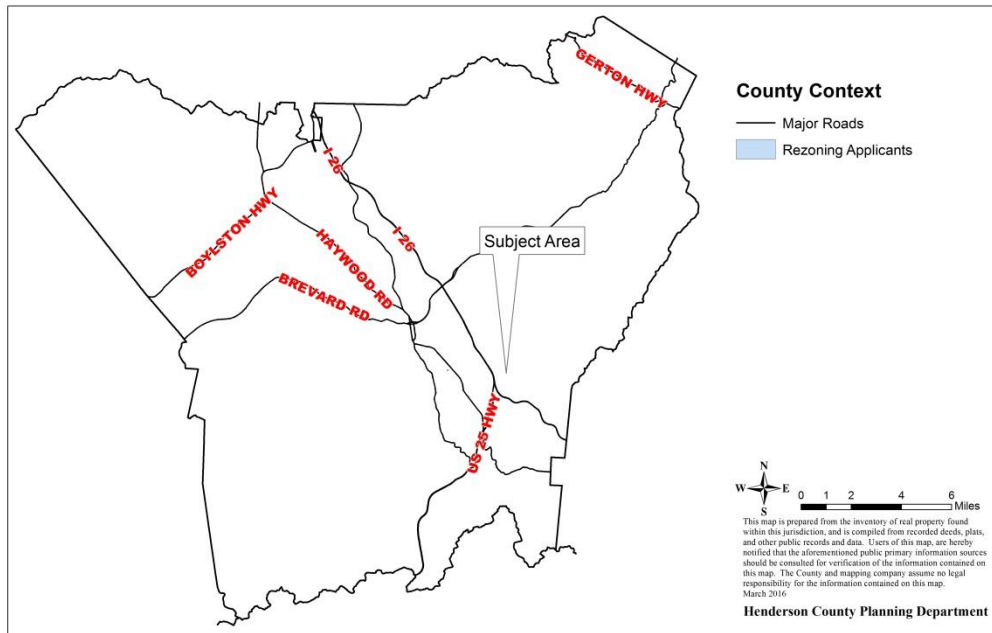 GERTON HWY
County Context
Major Roads
Rezoning Applicants
I-26
I-26
Subject Area
BOYLSTON HWY
HAYWOOD RD
BREVARD RD
US 25 HWY
N
W E
S
0 1 2 4 6
Miles
This map is prepared from the inventory of real property found
within this jurisdiction, and is compiled from recorded deeds, plats,
and other public records and data. Users of this map, are hereby
notified that the aforementioned public primary information sources
should be consulted for verification of the information contained on
this map. The County and mapping company assume no legal
responsibility for the information contained on this map.
March 2016
Henderson County Planning Department